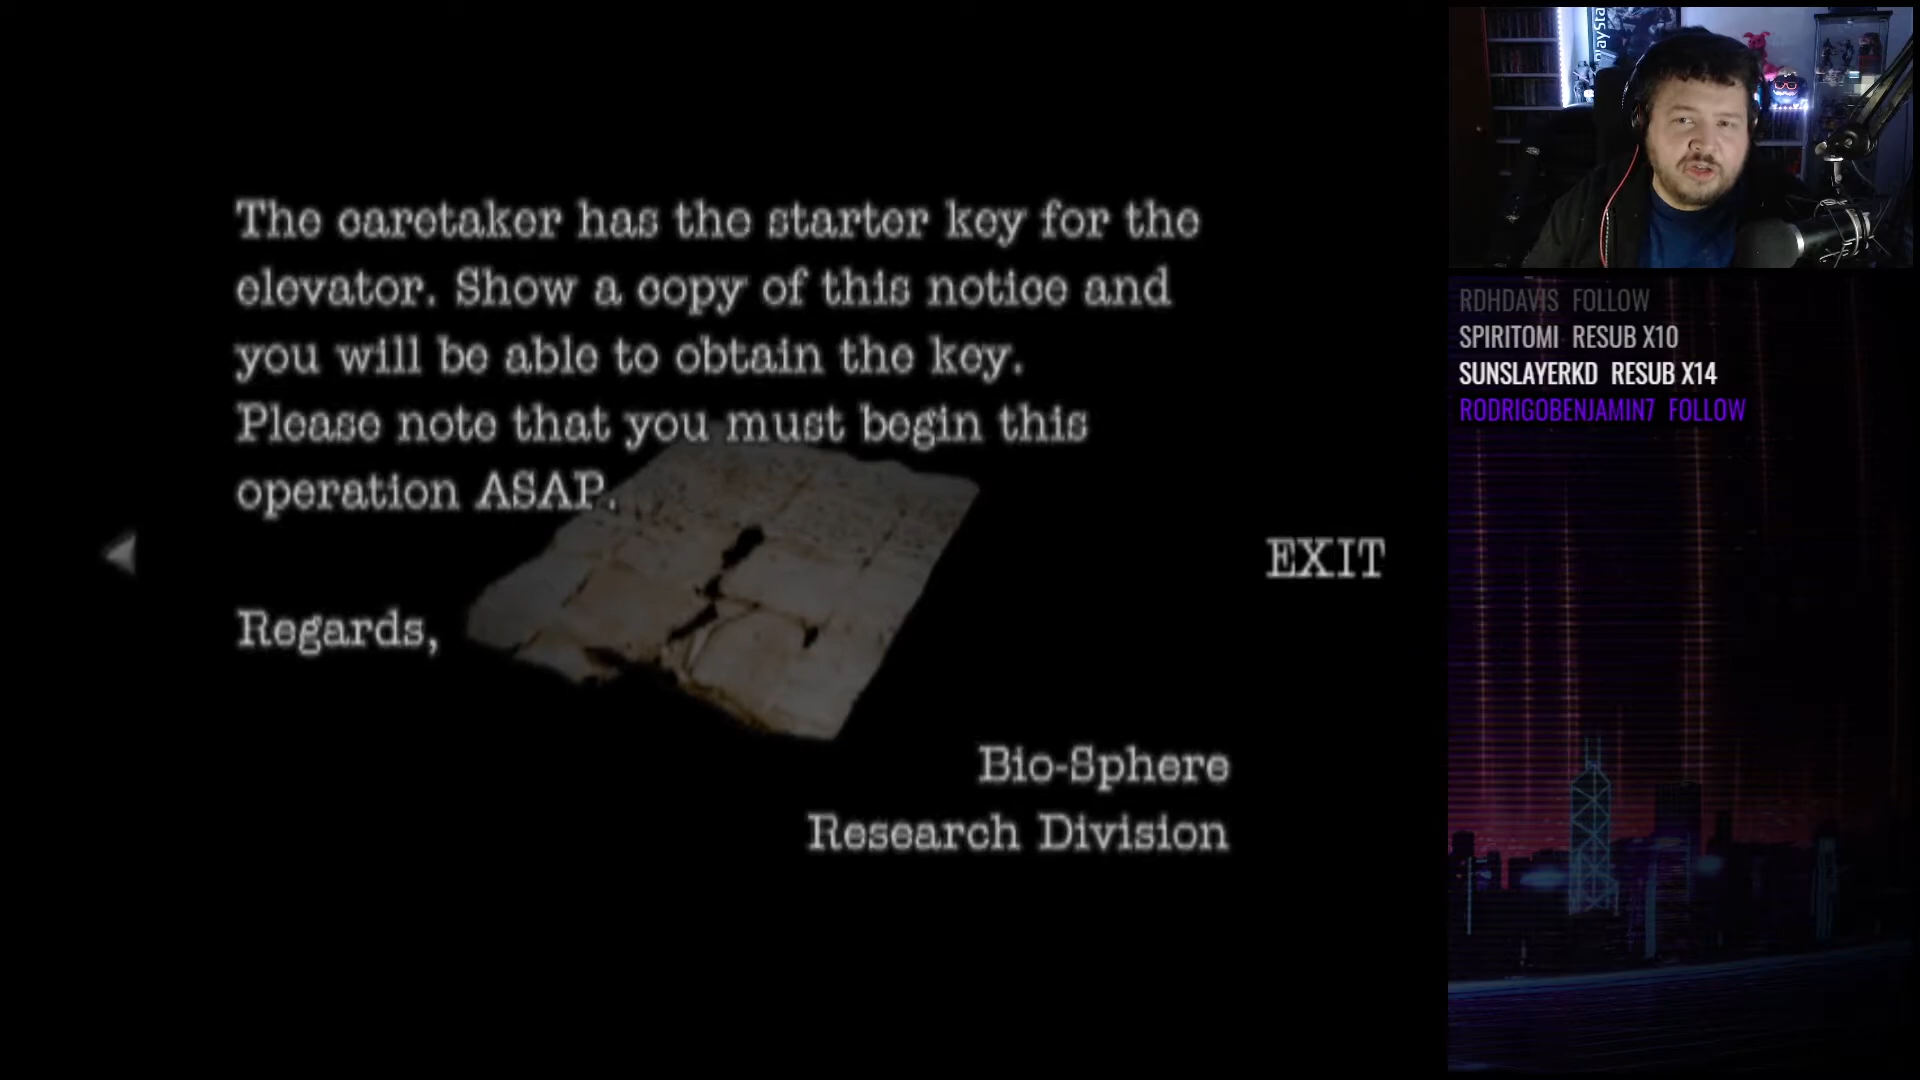 The caretaker has the starter key for the
elevator. Show a copy of this notice and
you will be able to obtain the key.
Please note that you must begin this
operation ASAP.
EXIT
Regards,
Bio-Sphere
Research Division
RDHDAVIS FOLLOW
SPIRITOMI RESUB X10
SUNSLAYERKD RESUB X14
RODRIGOBENJAMIN7 FOLLOW